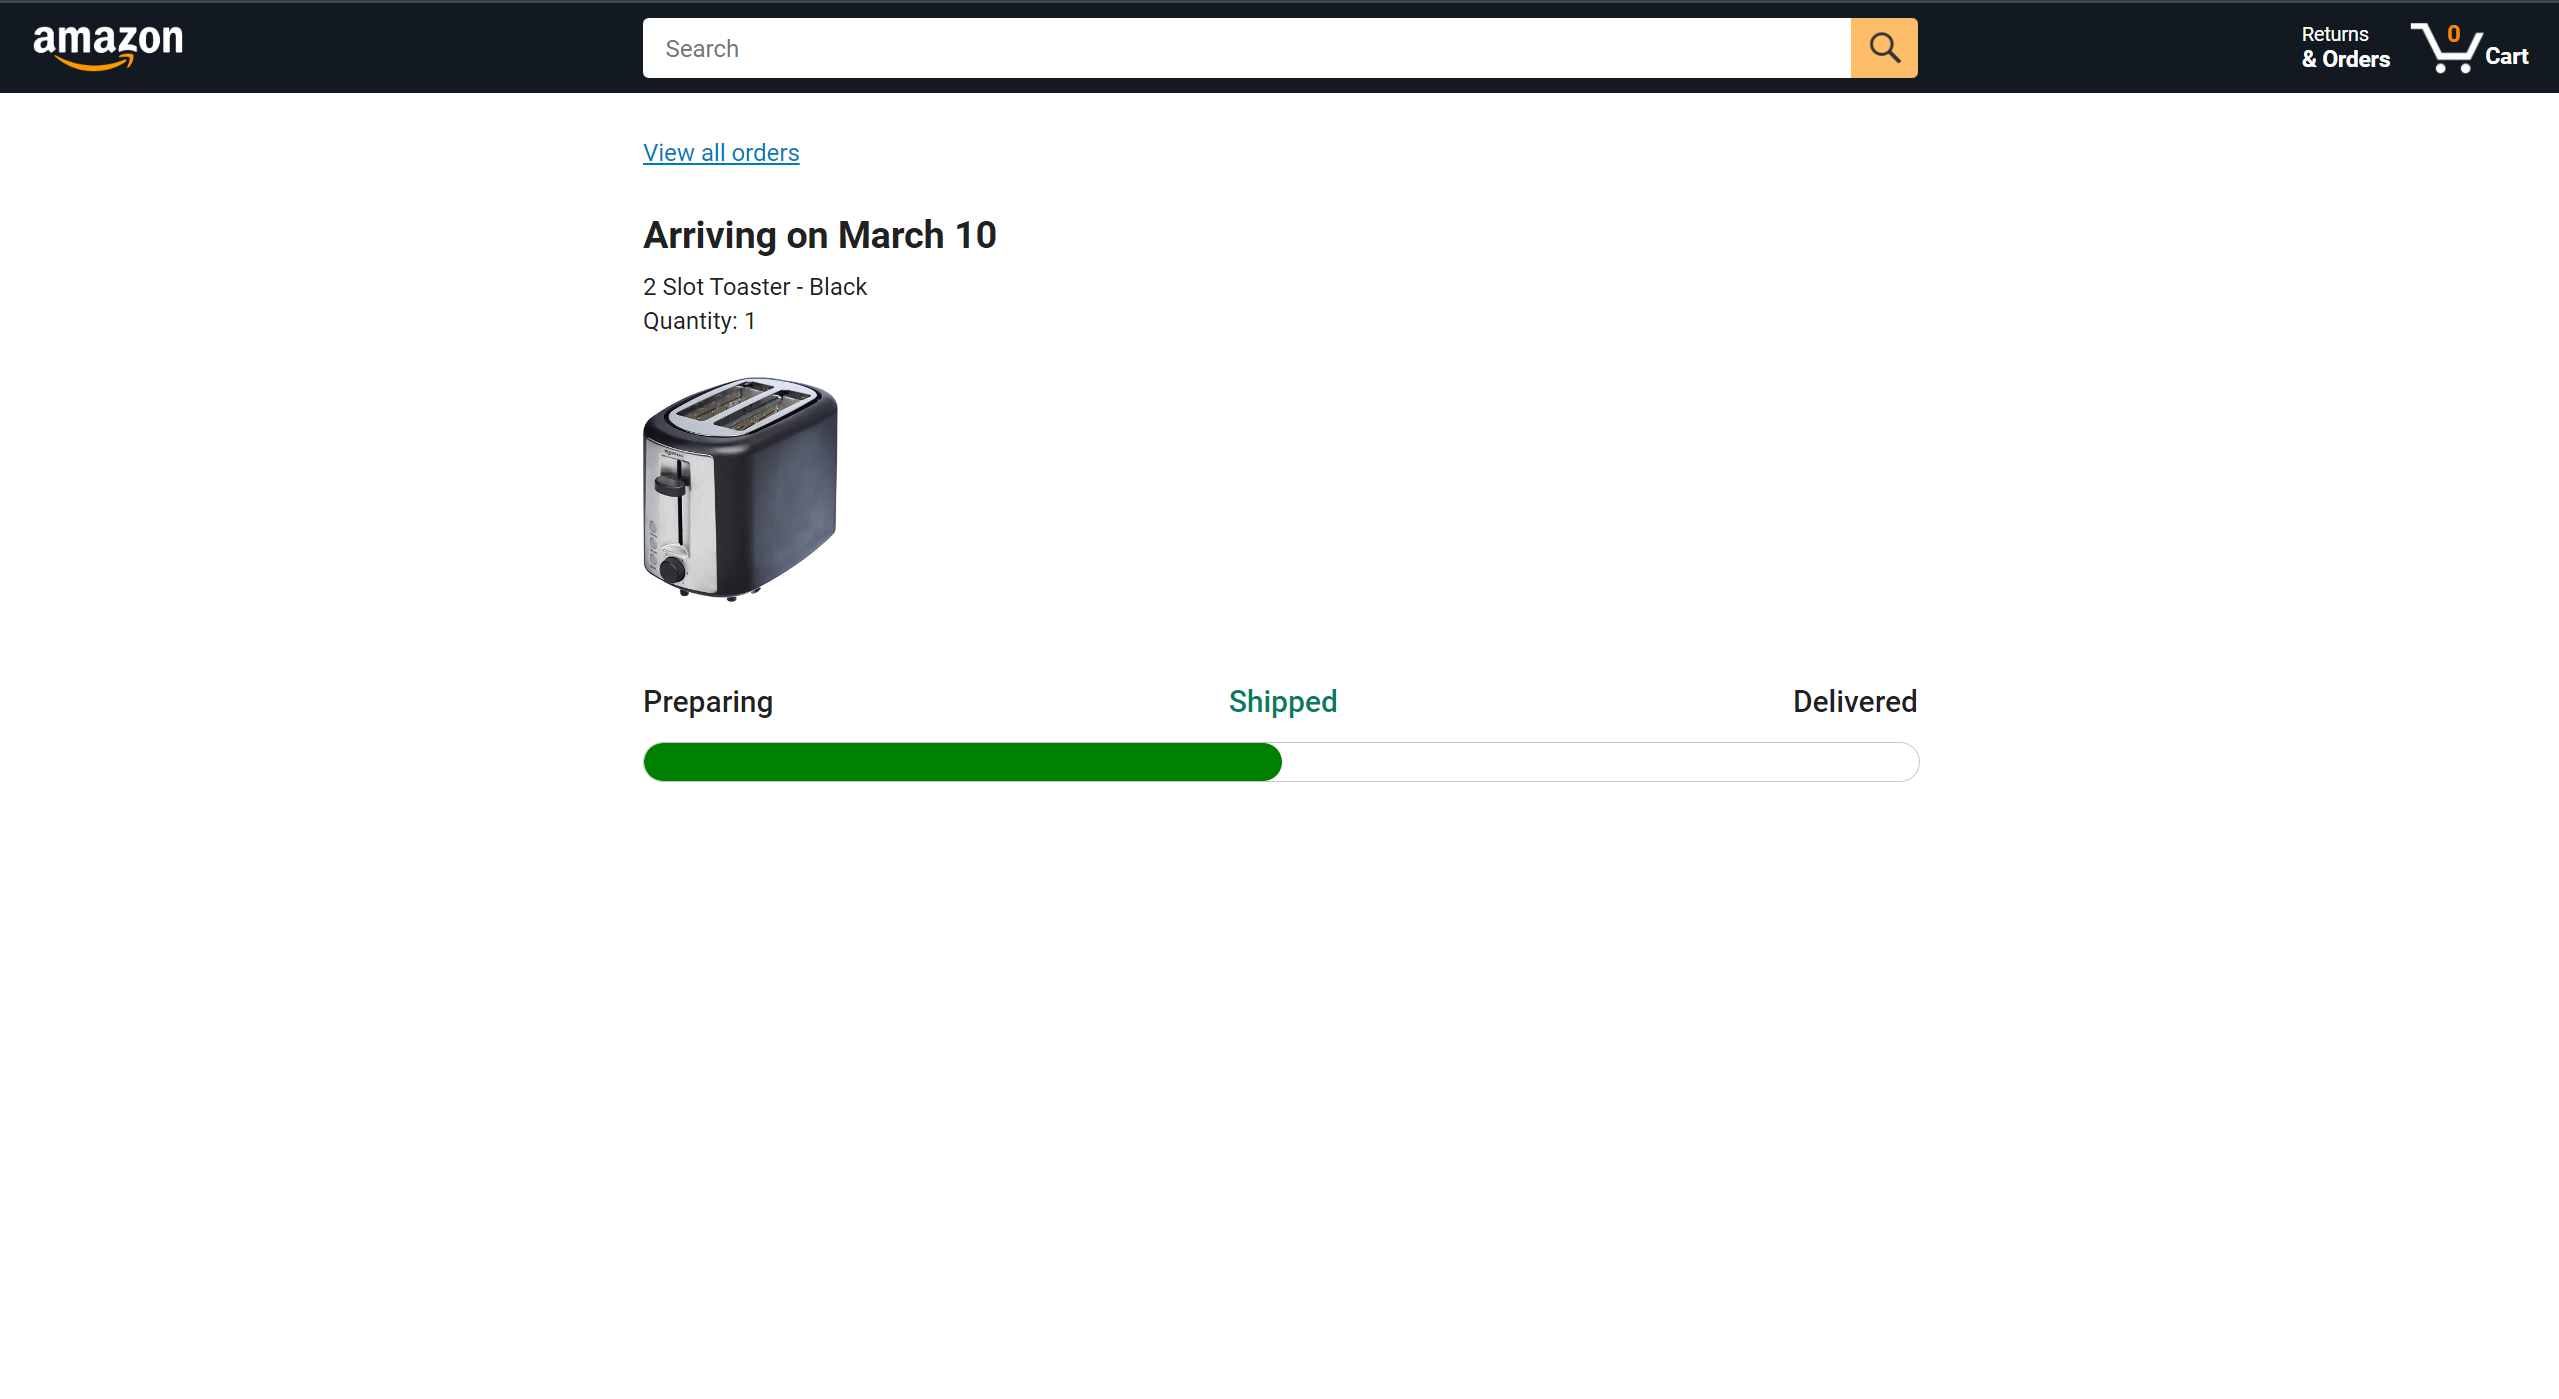 amazon
Search
Returns
& Orders
0
Cart
View all orders
Arriving on March 10
2 Slot Toaster - Black
Quantity: 1
Preparing
Shipped
Delivered